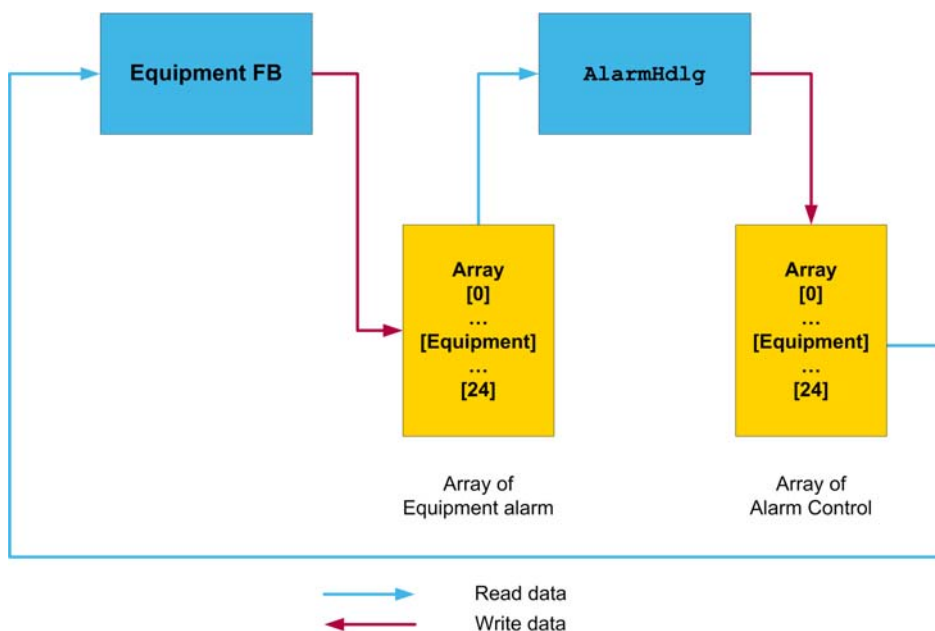 Equipment FB
AlarmHdlg
Array
[0]
...
[Equipment]
...
[24]
Array
[0]
...
[Equipment]
...
[24]
Array of
Equipment alarm
Array of
Alarm Control
Read data
Write data